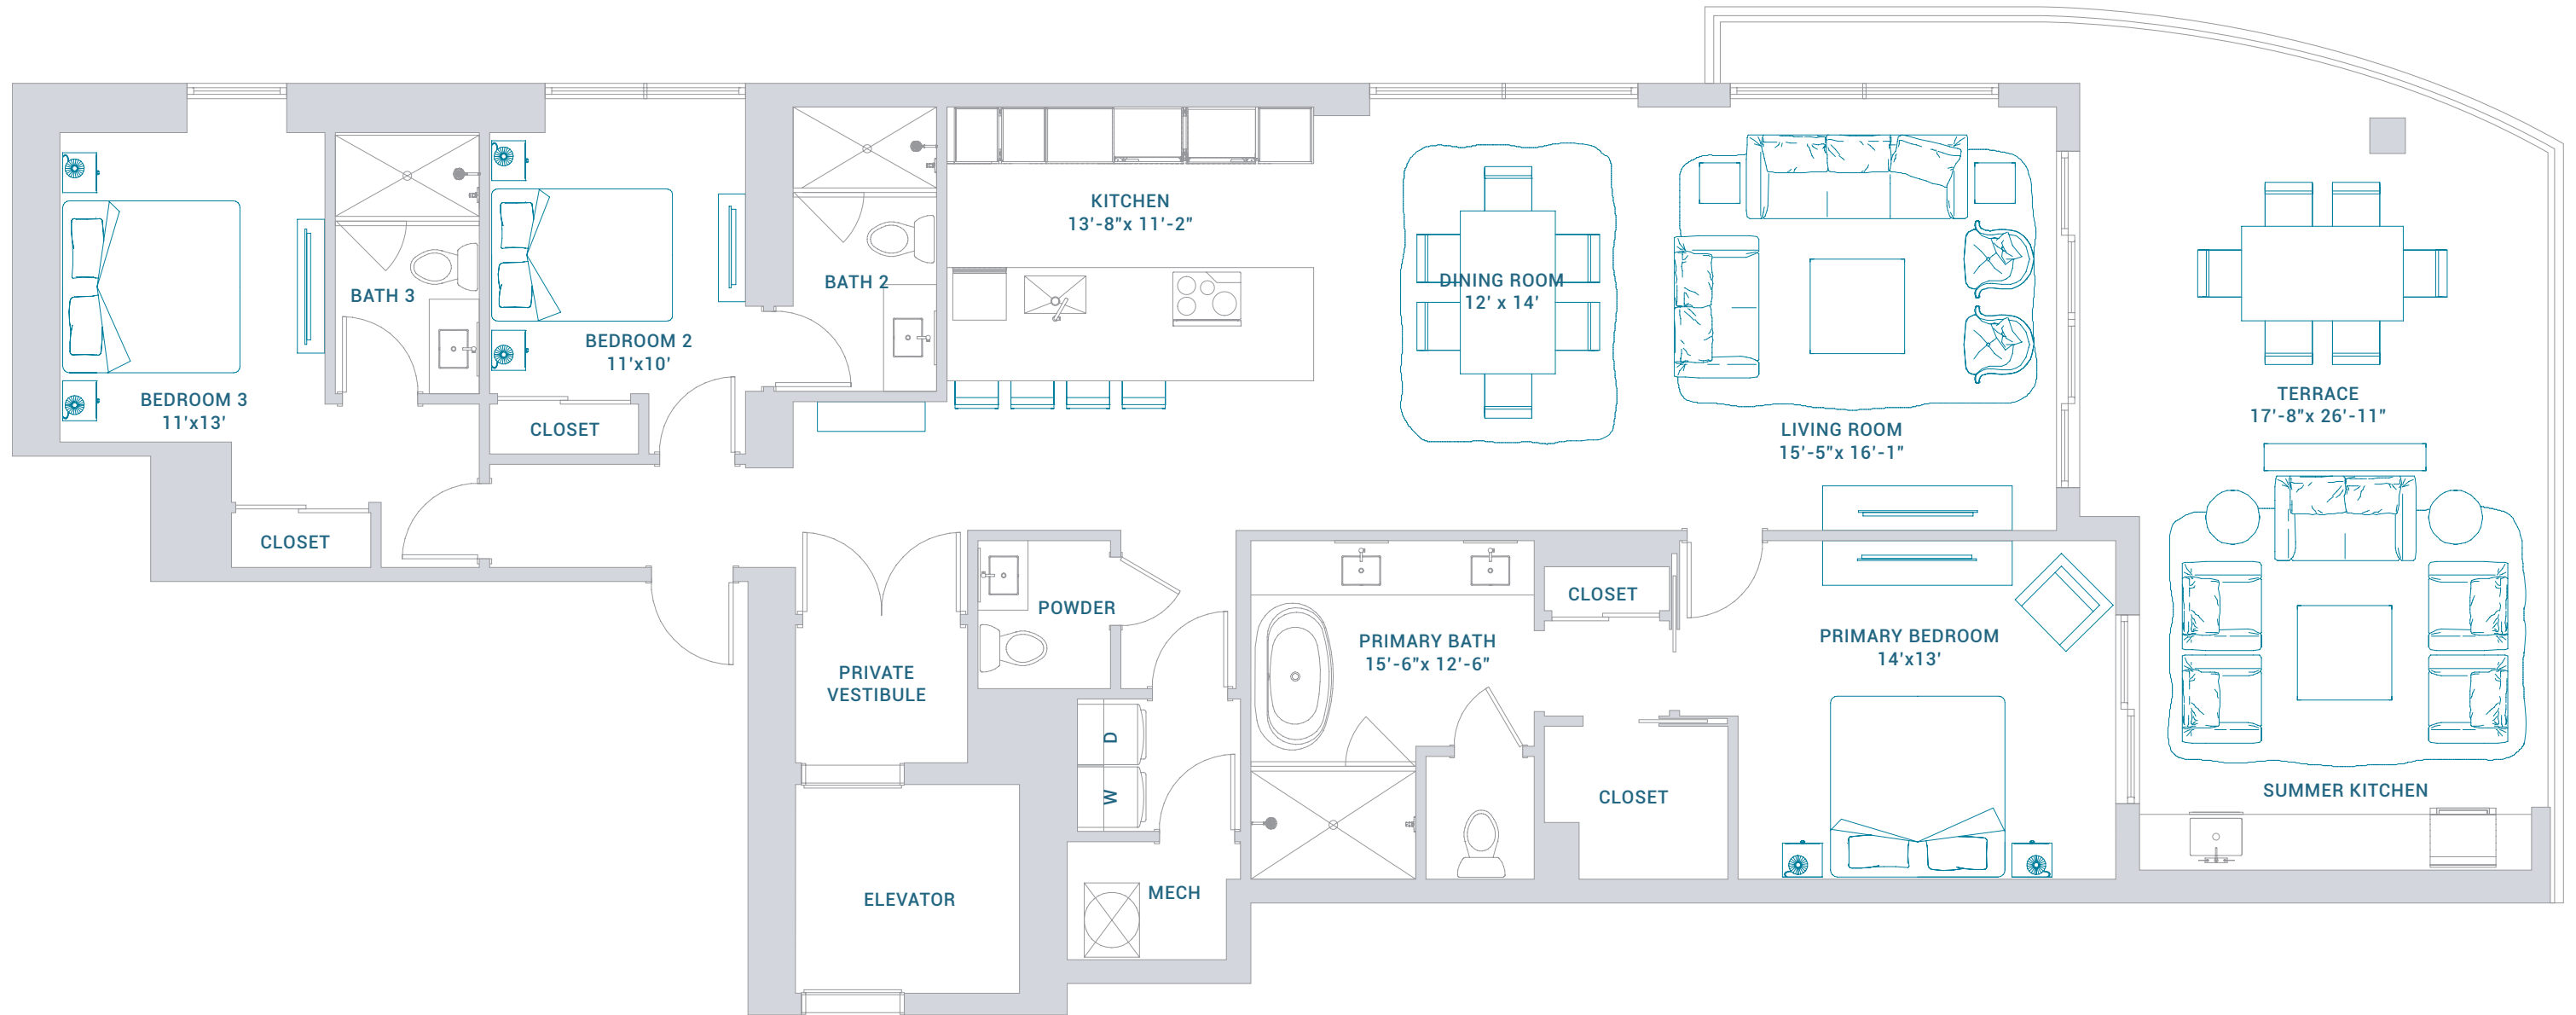 KITCHEN
13'-8"x 11'-2"
BATH 2
DINING ROOM
12' x 14'
BATH 3
BEDROOM 2
11'x10'
BEDROOM 3
11'x13'
CLOSET
LIVING ROOM
15'-5"x 16'-1"
TERRACE
17'-8"x 26'-11"
CLOSET
POWDER
CLOSET
PRIMARY BATH
15'-6"x 12'-6"
PRIMARY BEDROOM
14'x13'
PRIVATE
VESTIBULE
D
W
CLOSET
SUMMER KITCHEN
ELEVATOR
MECH